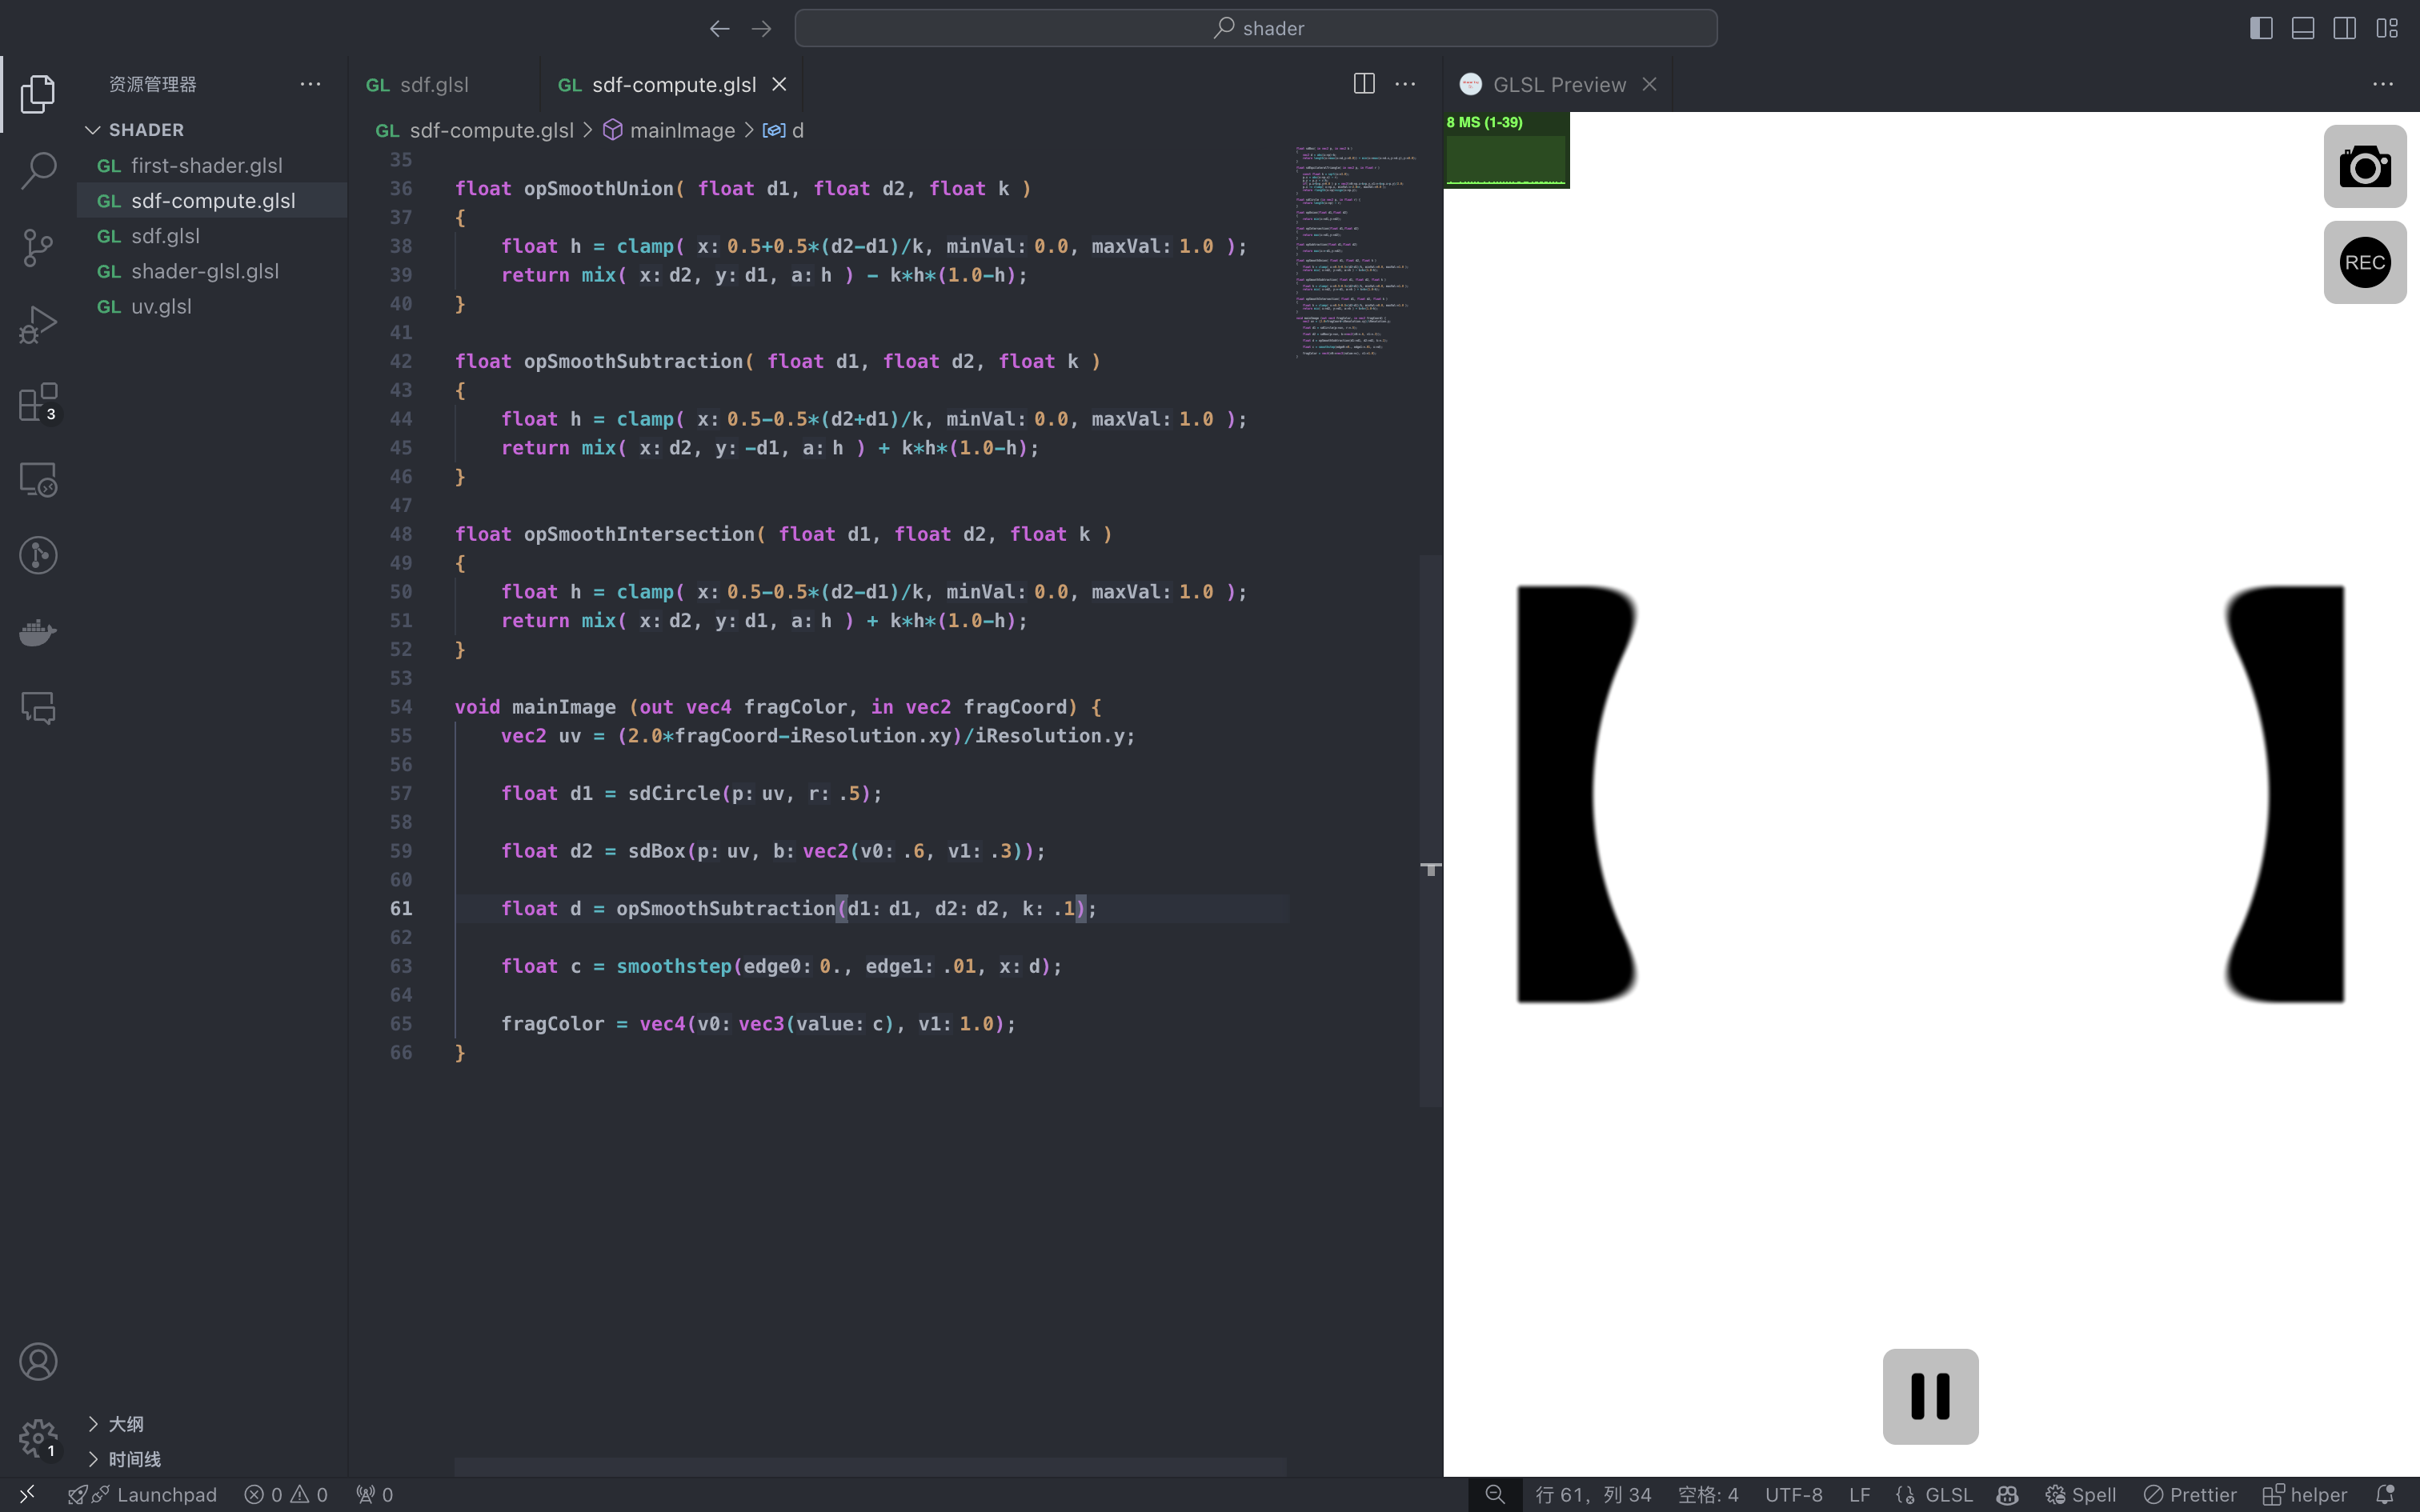 shader
资源管理器
SHADER
GL first-shader.glsl
GL sdf-compute.glsl
GL sdf.glsl
GL shader-glsl.glsl
GL uv.glsl
3
大纲
1
时间线
GL sdf.glsl
GL sdf-compute.glsl
GL sdf-compute.glsl > mainImage > d
35
36 float opSmoothUnion( float d1, float d2, float k )
37 {
38 float h = clamp( x: 0.5+0.5*(d2-d1)/k, minVal: 0.0, maxVal: 1.0 );
39 return mix( x: d2, y: d1, a: h ) - k*h*(1.0-h);
40 }
41
42 float opSmoothSubtraction( float d1, float d2, float k )
43 {
44 float h = clamp( x: 0.5-0.5*(d2+d1)/k, minVal: 0.0, maxVal: 1.0 );
45 return mix( x: d2, y: -d1, a: h ) + k*h*(1.0-h);
46 }
47
48 float opSmoothIntersection( float d1, float d2, float k )
49 {
50 float h = clamp( x: 0.5-0.5*(d2-d1)/k, minVal: 0.0, maxVal: 1.0 );
51 return mix( x: d2, y: d1, a: h ) + k*h*(1.0-h);
52 }
53
54 void mainImage (out vec4 fragColor, in vec2 fragCoord) {
55 vec2 uv = (2.0*fragCoord-iResolution.xy)/iResolution.y;
56
57 float d1 = sdCircle(p: uv, r: .5);
58
59 float d2 = sdBox(p: uv, b: vec2(v0: .6, v1: .3));
60
61 float d = opSmoothSubtraction(d1: d1, d2: d2, k: .1);
62
63 float c = smoothstep(edge0: 0., edge1: .01, x: d);
64
65 fragColor = vec4(v0: vec3(value: c), v1: 1.0);
66 }
GLSL Preview
8 MS (1-39)
REC
Launchpad 0 0 0 行 61，列 34 空格: 4 UTF-8 LF GLSL Spell Prettier helper